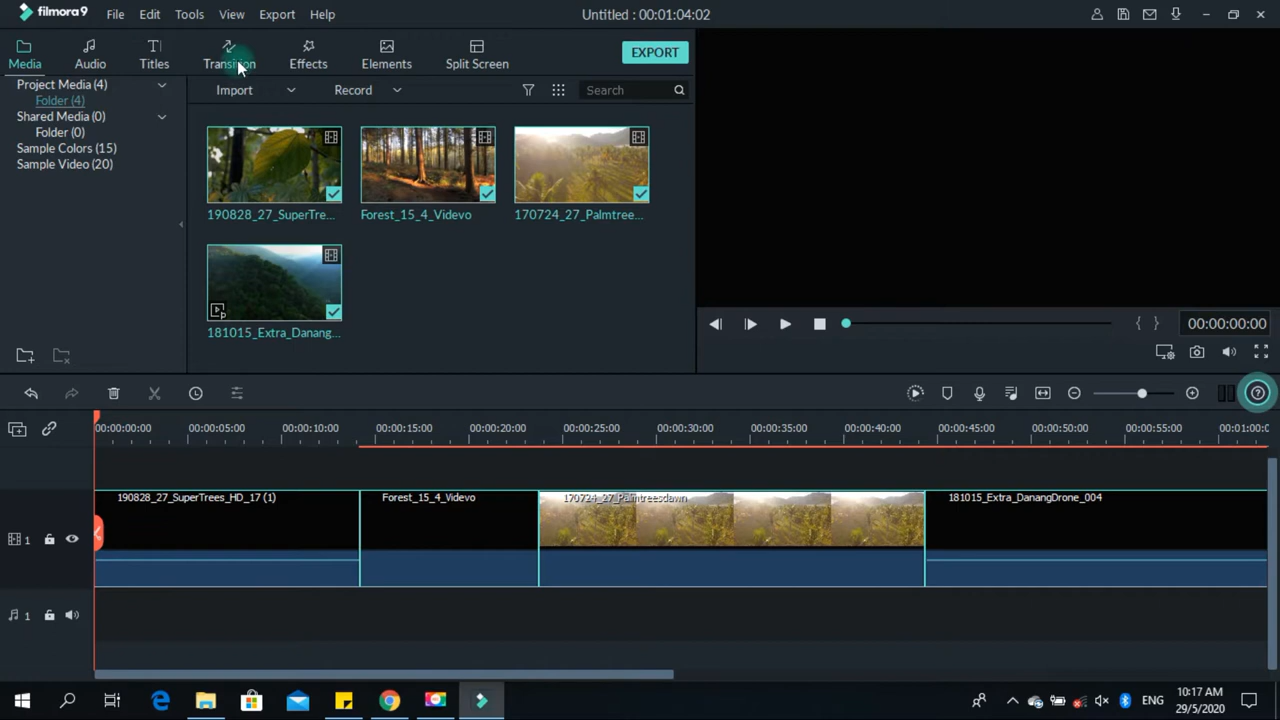 filmora9 File Edit Tools View Export Help Untitled : 00:01:04:02
Media Audio Titles Transition Effects Elements Split Screen EXPORT
Project Media (4)
Folder (4)
Shared Media (0)
Folder (0)
Sample Colors (15)
Sample Video (20)
Import Record Search
190828_27_SuperTre... Forest_15_4_Videvo 170724_27_Palmtree...
181015_Extra_Danang...
00:00:00:00
00:00:00:00 00:00:05:00 00:00:10:00 00:00:15:00 00:00:20:00 00:00:25:00 00:00:30:00 00:00:35:00 00:00:40:00 00:00:45:00 00:00:50:00 00:00:55:00 00:01:00:0
190828_27_SuperTrees_HD_17 (1) Forest_15_4_Videvo 170724_27_Palmtreesdawn 181015_Extra_DanangDrone_004
1
1
ENG
10:17 AM
29/5/2020